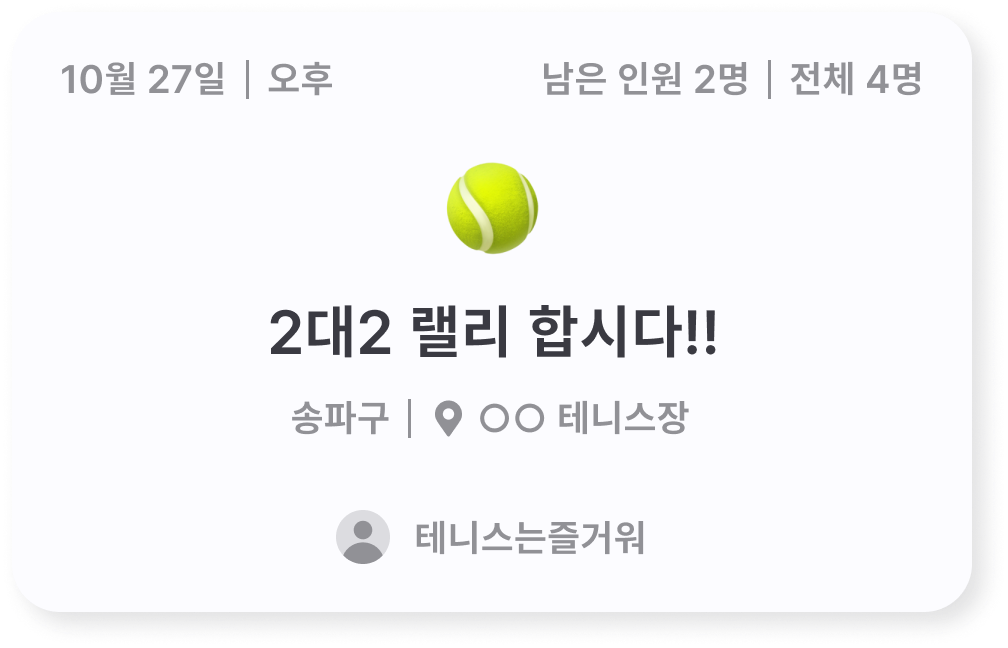 10월 27일 | 오후
남은 인원 2명 | 전체 4명
2대2 랠리 합시다!!
송파구 | ○○ 테니스장
테니스는즐거워